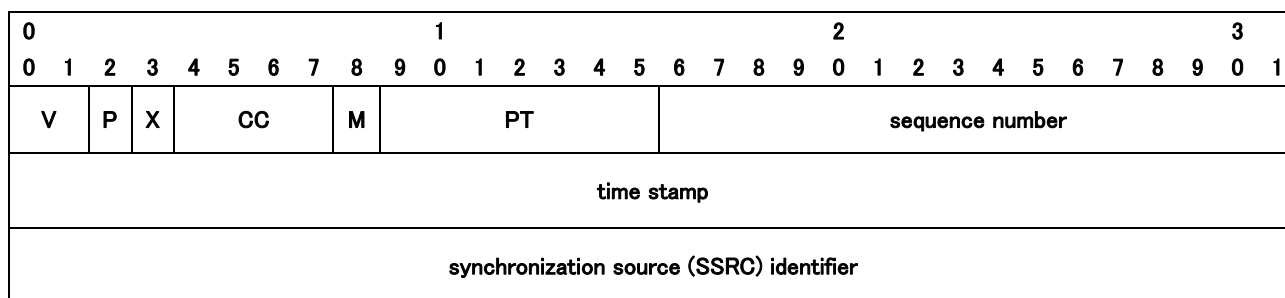 0 1 2 3
0 1 2 3 4 5 6 7 8 9 0 1 2 3 4 5 6 7 8 9 0 1 2 3 4 5 6 7 8 9 0 1
V P X CC M PT sequence number
time stamp
synchronization source (SSRC) identifier